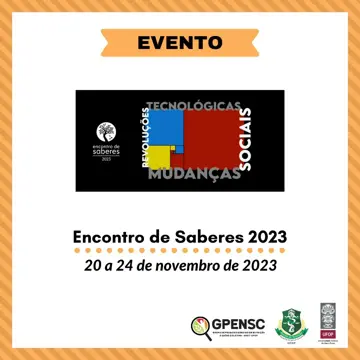 EVENTO
encontro de
saberes
2023
TECNOLÓGICAS
REVOLUÇÕES
SOCIAIS
MUDANÇAS
Encontro de Saberes 2023
20 a 24 de novembro de 2023
GPENSC
UFOP